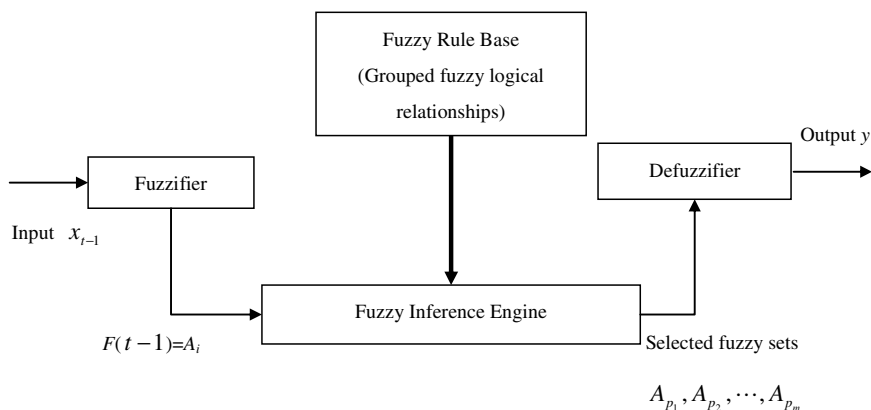 Fuzzy Rule Base
(Grouped fuzzy logical
relationships)
Output y
Fuzzifier
Defuzzifier
Input x_{t-1}
Fuzzy Inference Engine
F(t-1)=A_i
Selected fuzzy sets
A_{p_1}, A_{p_2}, ⋯, A_{p_m}